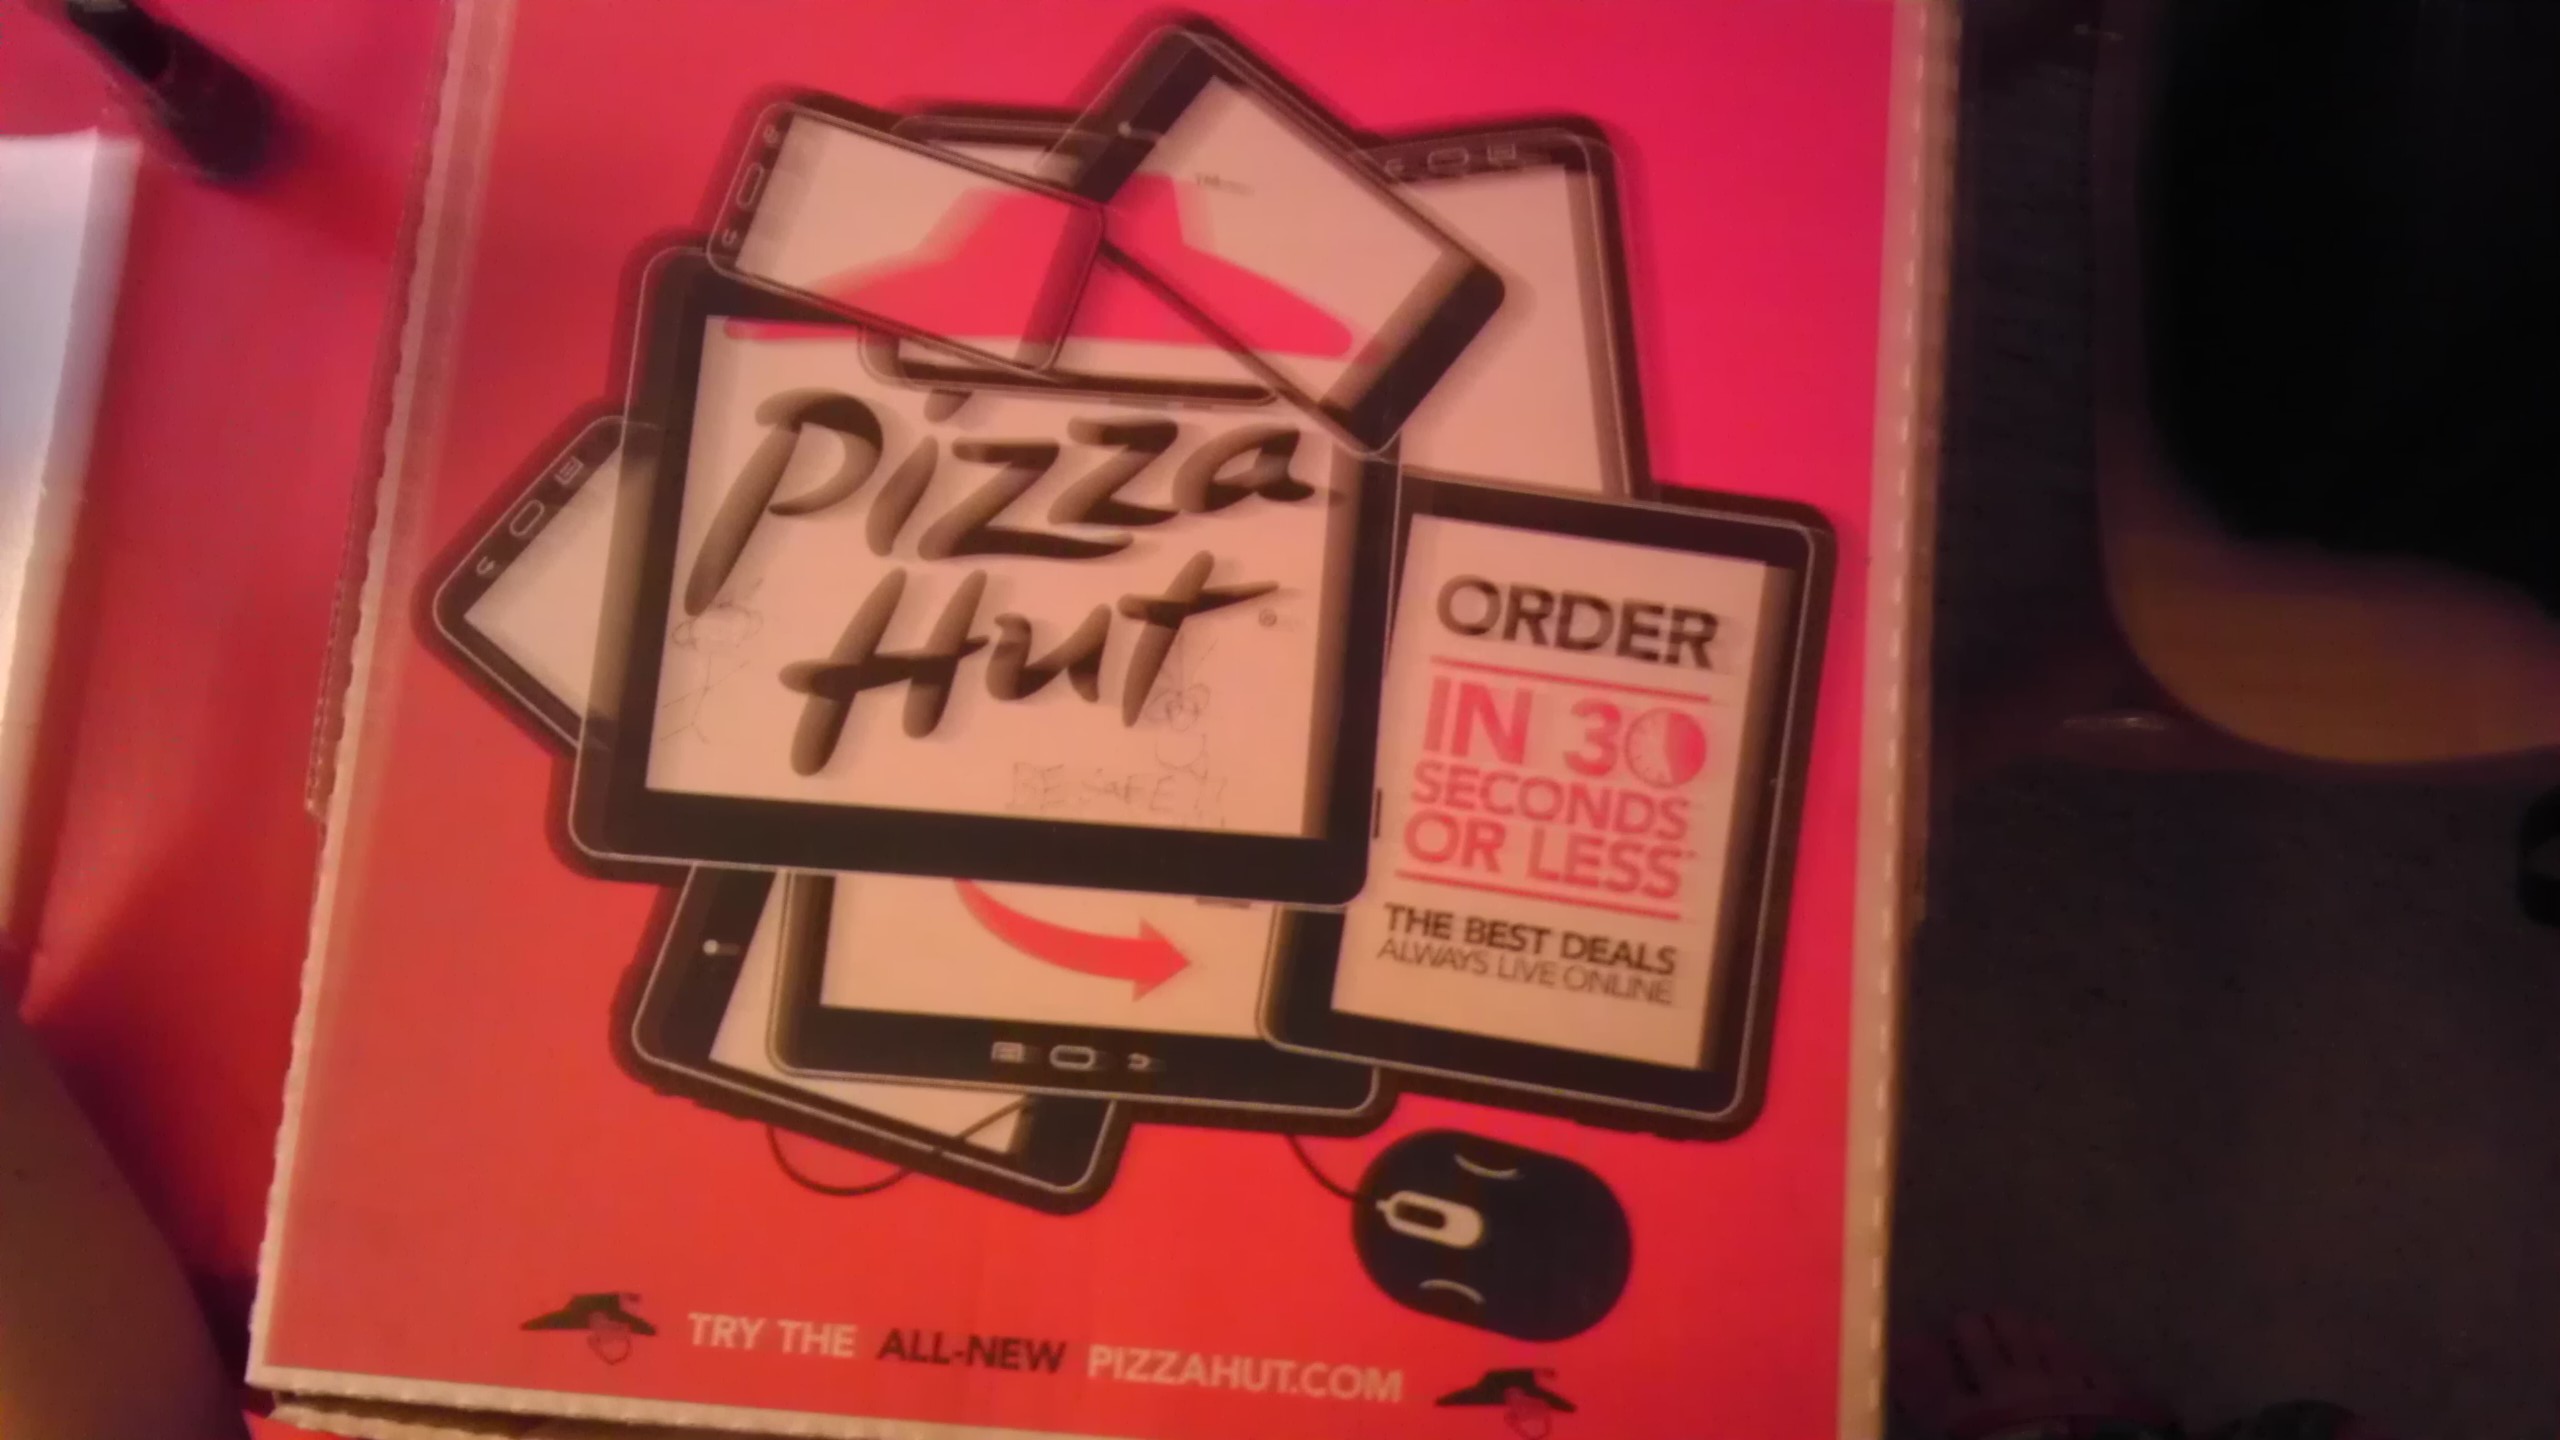 Pizza
Hut
®
BE SAFE !!
ORDER
IN 30
SECONDS
OR LESS
THE BEST DEALS
ALWAYS LIVE ONLINE
TRY THE ALL-NEW PIZZAHUT.COM